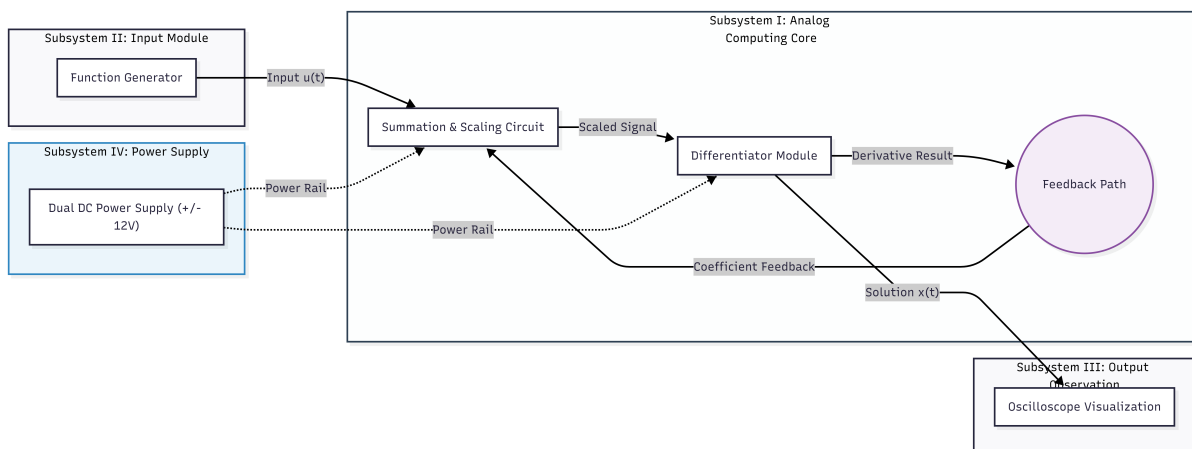 Subsystem I: Analog
Computing Core
Subsystem II: Input Module
Function Generator
Input u(t)
Summation & Scaling Circuit
Scaled Signal
Differentiator Module
Derivative Result
Feedback Path
Subsystem IV: Power Supply
Dual DC Power Supply (+/-
12V)
Power Rail
Power Rail
Coefficient Feedback
Solution x(t)
Subsystem III: Output
Observation
Oscilloscope Visualization